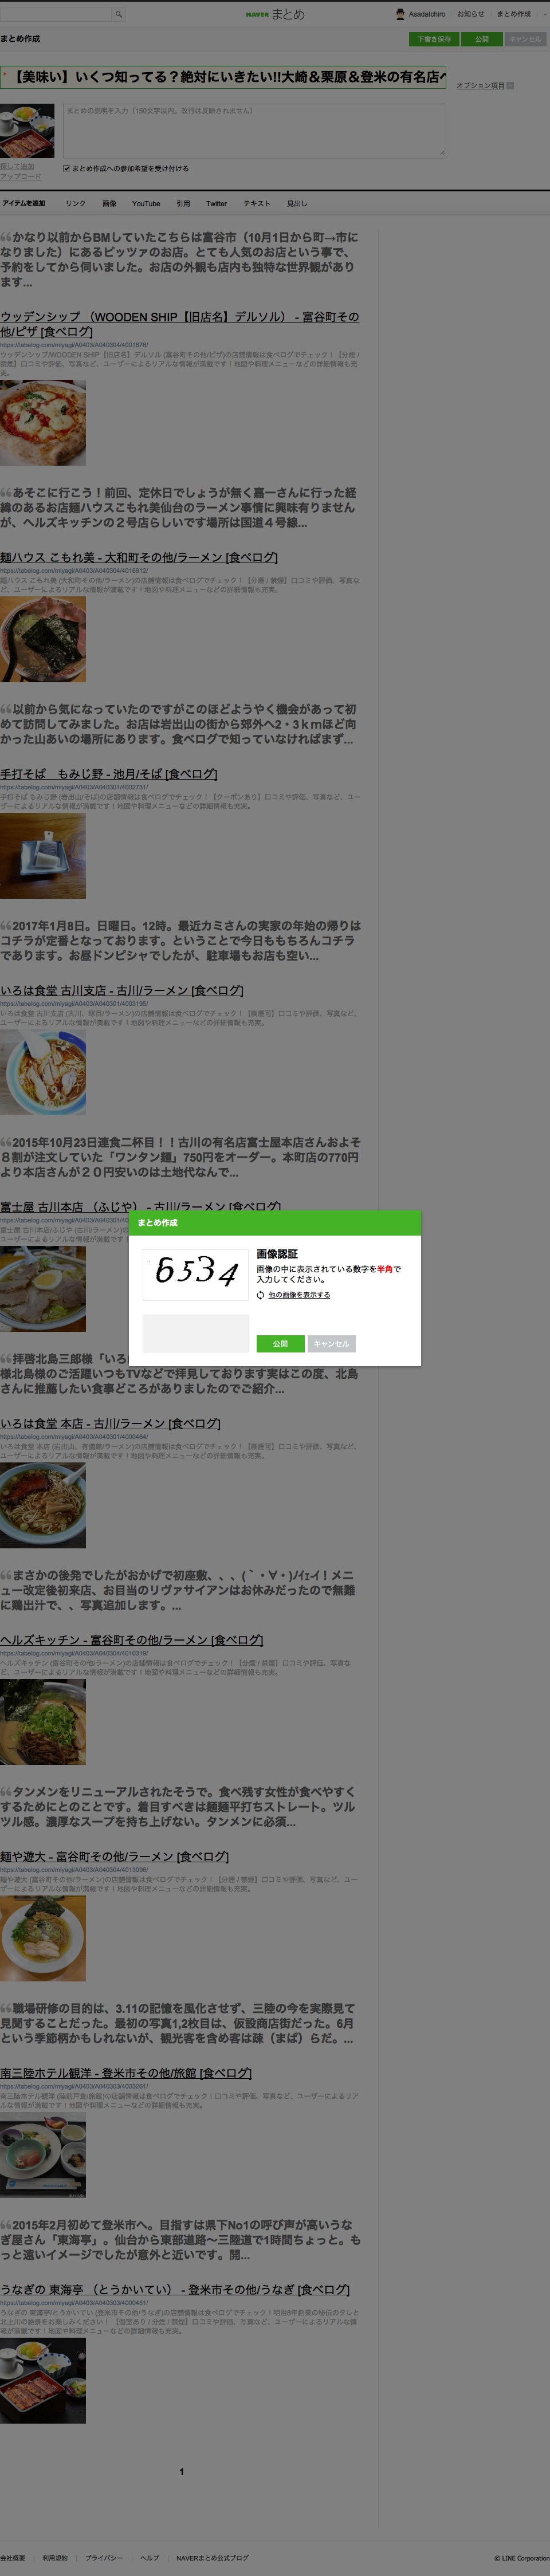 NAVER まとめ
AsadaIchiro お知らせ まとめ作成
まとめ作成
下書き保存 公開 キャンセル
* 【美味い】いくつ知ってる？絶対にいきたい!!大崎＆栗原＆登米の有名店へ
オプション項目
まとめの説明を入力（150文字以内。改行は反映されません）
探して追加
アップロード
まとめ作成への参加希望を受け付ける
アイテムを追加 リンク 画像 YouTube 引用 Twitter テキスト 見出し
かなり以前からBMしていたこちらは富谷市（10月1日から町→市に
なりました）にあるピッツァのお店。とても人気のお店という事で、
予約をしてから伺いました。お店の外観も店内も独特な世界観があり
ます...
ウッデンシップ （WOODEN SHIP【旧店名】デルソル） - 富谷町その
他/ピザ [食べログ]
https://tabelog.com/miyagi/A0403/A040304/4001878/
ウッデンシップ/WOODEN SHIP【旧店名】デルソル (富谷町その他/ピザ)の店舗情報は食べログでチェック！【分煙 /
禁煙】口コミや評価、写真など、ユーザーによるリアルな情報が満載です！地図や料理メニューなどの詳細情報も充
実。
あそこに行こう！前回、定休日でしょうが無く嘉一さんに行った経
緯のあるお店麺ハウスこもれ美仙台のラーメン事情に興味有りません
が、ヘルズキッチンの２号店らしいです場所は国道４号線...
麺ハウス こもれ美 - 大和町その他/ラーメン [食べログ]
https://tabelog.com/miyagi/A0403/A040304/4016912/
麺ハウス こもれ美 (大和町その他/ラーメン)の店舗情報は食べログでチェック！【分煙 / 禁煙】口コミや評価、写真な
ど、ユーザーによるリアルな情報が満載です！地図や料理メニューなどの詳細情報も充実。
以前から気になっていたのですがこのほどようやく機会があって初
めて訪問してみました。お店は岩出山の街から郊外へ2・3ｋｍほど向
かった山あいの場所にあります。食べログで知っていなければまず...
手打そば　もみじ野 - 池月/そば [食べログ]
https://tabelog.com/miyagi/A0403/A040301/4002731/
手打そば もみじ野 (岩出山/そば)の店舗情報は食べログでチェック！【クーポンあり】口コミや評価、写真など、ユー
ザーによるリアルな情報が満載です！地図や料理メニューなどの詳細情報も充実。
2017年1月8日。日曜日。12時。最近カミさんの実家の年始の帰りは
コチラが定番となっております。ということで今日ももちろんコチラ
であります。お昼ドンピシャでしたが、駐車場もお店も空い...
いろは食堂 古川支店 - 古川/ラーメン [食べログ]
https://tabelog.com/miyagi/A0403/A040301/4003195/
いろは食堂 古川支店 (古川、塚目/ラーメン)の店舗情報は食べログでチェック！【喫煙可】口コミや評価、写真など、
ユーザーによるリアルな情報が満載です！地図や料理メニューなどの詳細情報も充実。
2015年10月23日連食二杯目！！古川の有名店富士屋本店さんおよそ
８割が注文していた「ワンタン麺」750円をオーダー。本町店の770円
より本店さんが２０円安いのは土地代なんで...
富士屋 古川本店 （ふじや） - 古川/ラーメン [食べログ]
まとめ作成
6534
画像認証
画像の中に表示されている数字を半角で
入力してください。
他の画像を表示する
公開 キャンセル
様北島様のご活躍いつもTVなどで拝見しております実はこの度、北島
さんに推薦したい食事どころがありましたのでご紹介...
いろは食堂 本店 - 古川/ラーメン [食べログ]
https://tabelog.com/miyagi/A0403/A040301/4000464/
いろは食堂 本店 (岩出山、有備館/ラーメン)の店舗情報は食べログでチェック！【喫煙可】口コミや評価、写真など、
ユーザーによるリアルな情報が満載です！地図や料理メニューなどの詳細情報も充実。
まさかの後発でしたがおかげで初座敷、、、(｀・∀・)ﾉｲｪｰｲ！メニ
ュー改定後初来店、お目当のリヴァサイアンはお休みだったので無難
に鶏出汁で、、写真追加します。...
ヘルズキッチン - 富谷町その他/ラーメン [食べログ]
https://tabelog.com/miyagi/A0403/A040304/4010319/
ヘルズキッチン (富谷町その他/ラーメン)の店舗情報は食べログでチェック！【分煙 / 禁煙】口コミや評価、写真な
ど、ユーザーによるリアルな情報が満載です！地図や料理メニューなどの詳細情報も充実。
タンメンをリニューアルされたそうで。食べ残す女性が食べやすく
するためにとのことです。着目すべきは麺麺平打ちストレート。ツル
ツル感。濃厚なスープを持ち上げない。タンメンに必須...
麺や遊大 - 富谷町その他/ラーメン [食べログ]
https://tabelog.com/miyagi/A0403/A040304/4013096/
麺や遊大 (富谷町その他/ラーメン)の店舗情報は食べログでチェック！【分煙 / 禁煙】口コミや評価、写真など、ユー
ザーによるリアルな情報が満載です！地図や料理メニューなどの詳細情報も充実。
職場研修の目的は、3.11の記憶を風化させず、三陸の今を実際見て
見聞することだった。最初の写真1,2枚目は、仮設商店街だった。6月
という季節柄かもしれないが、観光客を含め客は疎（まば）らだ。...
南三陸ホテル観洋 - 登米市その他/旅館 [食べログ]
https://tabelog.com/miyagi/A0403/A040303/4003261/
南三陸ホテル観洋 (陸前戸倉/旅館)の店舗情報は食べログでチェック！口コミや評価、写真など、ユーザーによるリア
ルな情報が満載です！地図や料理メニューなどの詳細情報も充実。
2015年2月初めて登米市へ。目指すは県下No1の呼び声が高いうな
ぎ屋さん「東海亭」。仙台から東部道路～三陸道で1時間ちょっと。も
っと遠いイメージでしたが意外と近いです。開...
うなぎの 東海亭 （とうかいてい） - 登米市その他/うなぎ [食べログ]
https://tabelog.com/miyagi/A0403/A040303/4000451/
うなぎの 東海亭/とうかいてい (登米市その他/うなぎ)の店舗情報は食べログでチェック！明治8年創業の秘伝のタレと
北上川の絶景をお楽しみください！ 【個室あり / 分煙 / 禁煙】口コミや評価、写真など、ユーザーによるリアルな情
報が満載です！地図や料理メニューなどの詳細情報も充実。
1
会社概要 利用規約 プライバシー ヘルプ NAVERまとめ公式ブログ
© LINE Corporation